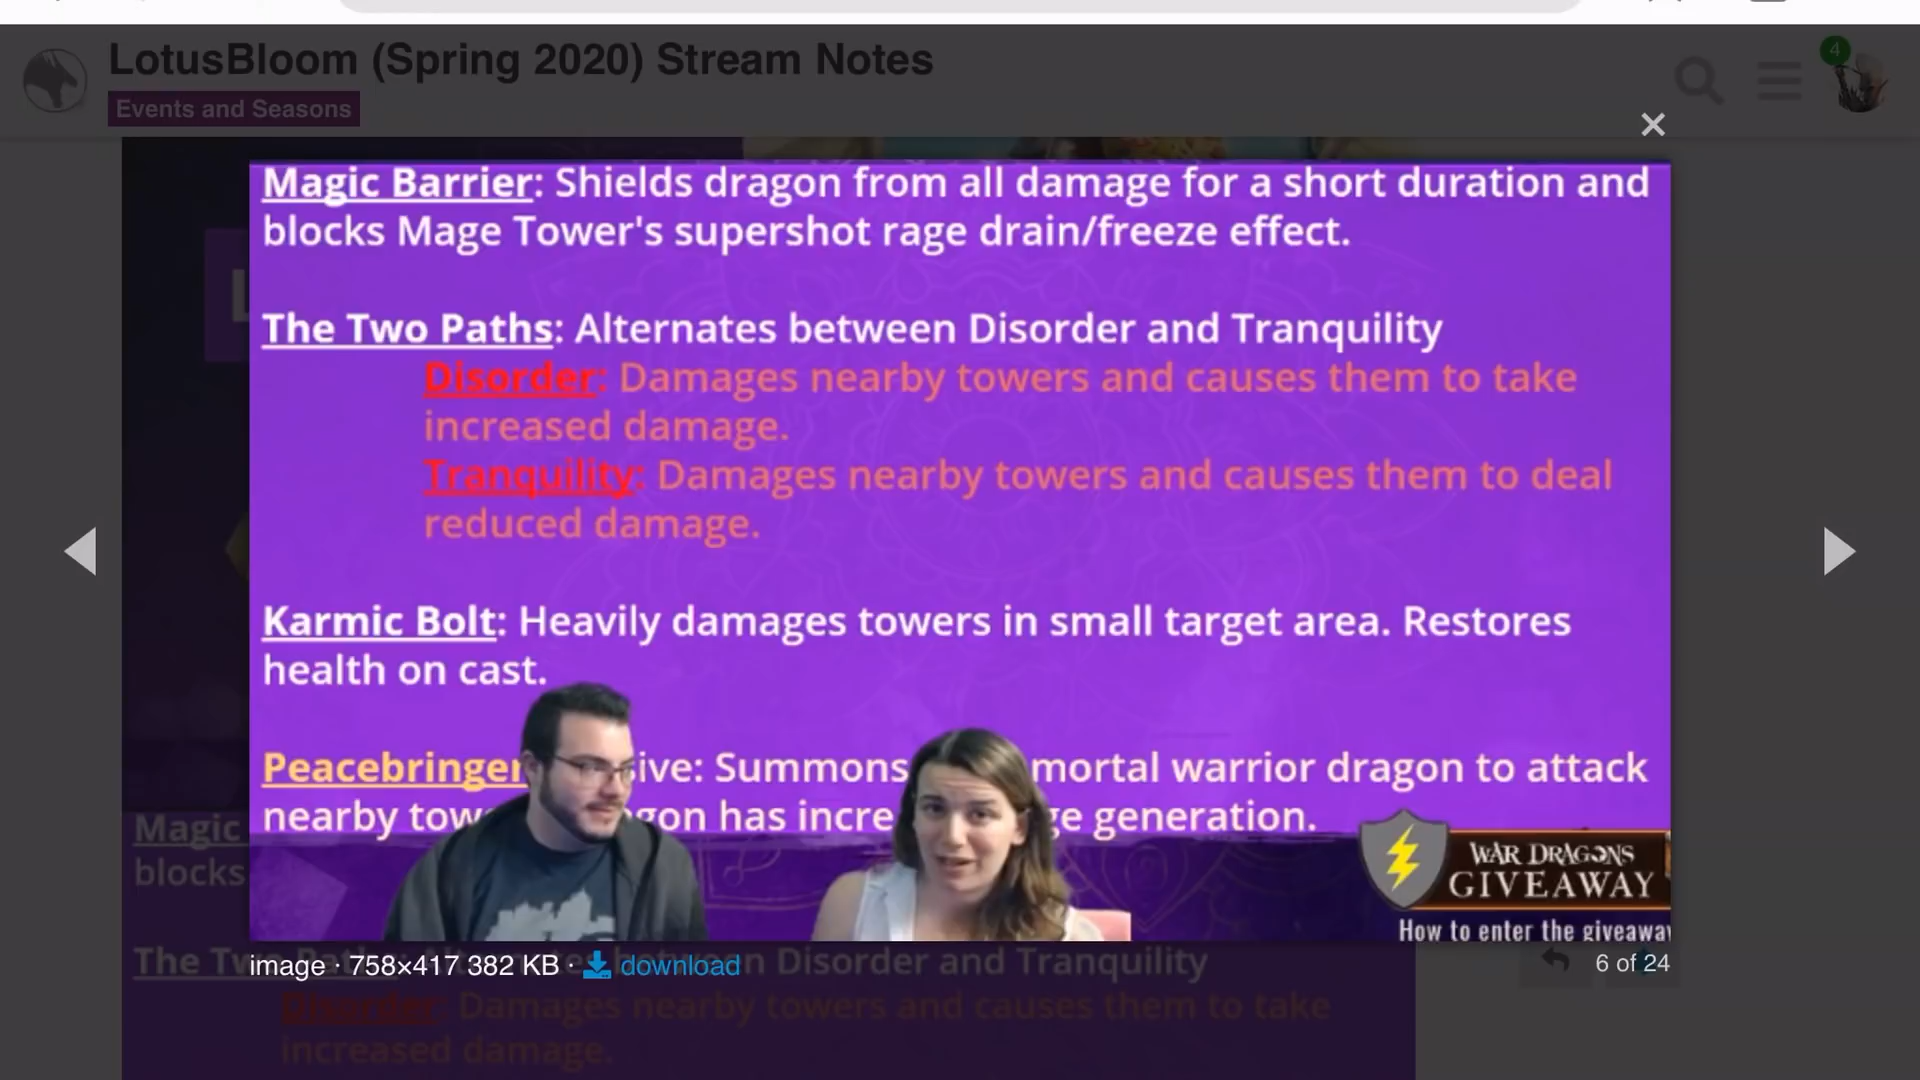 LotusBloom (Spring 2020) Stream Notes
4
Events and Seasons
Magic Barrier: Shields dragon from all damage for a short duration and
blocks Mage Tower's supershot rage drain/freeze effect.
The Two Paths: Alternates between Disorder and Tranquility
Disorder: Damages nearby towers and causes them to take
increased damage.
Tranquility: Damages nearby towers and causes them to deal
reduced damage.
Karmic Bolt: Heavily damages towers in small target area. Restores
health on cast.
Peacebringer Summons mortal warrior dragon to attack
nearby has generation.
WAR DRAGONS
GIVEAWAY
How to enter the giveaway
Magic
blocks
image · 758×417 382 KB · download
6 of 24
The Disorder and Tranquility
Disorder: Damages nearby towers and causes them to take
increased damage.